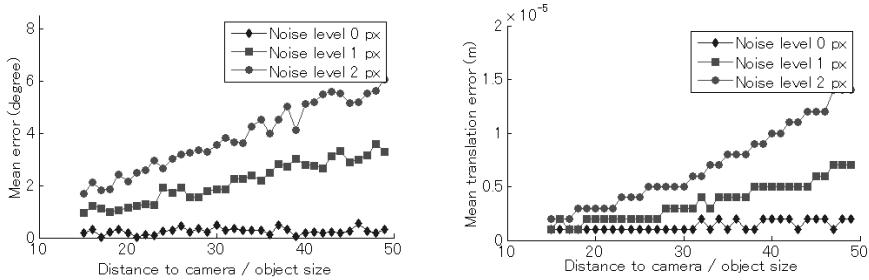 8
6
4
2
0
10
20
30
40
50
Mean error (degree)
Distance to camera / object size
Noise level 0 px
Noise level 1 px
Noise level 2 px
2 × 10⁻⁵
1.5
1
0.5
0
10
20
30
40
50
Mean translation error (m)
Distance to camera / object size
Noise level 0 px
Noise level 1 px
Noise level 2 px